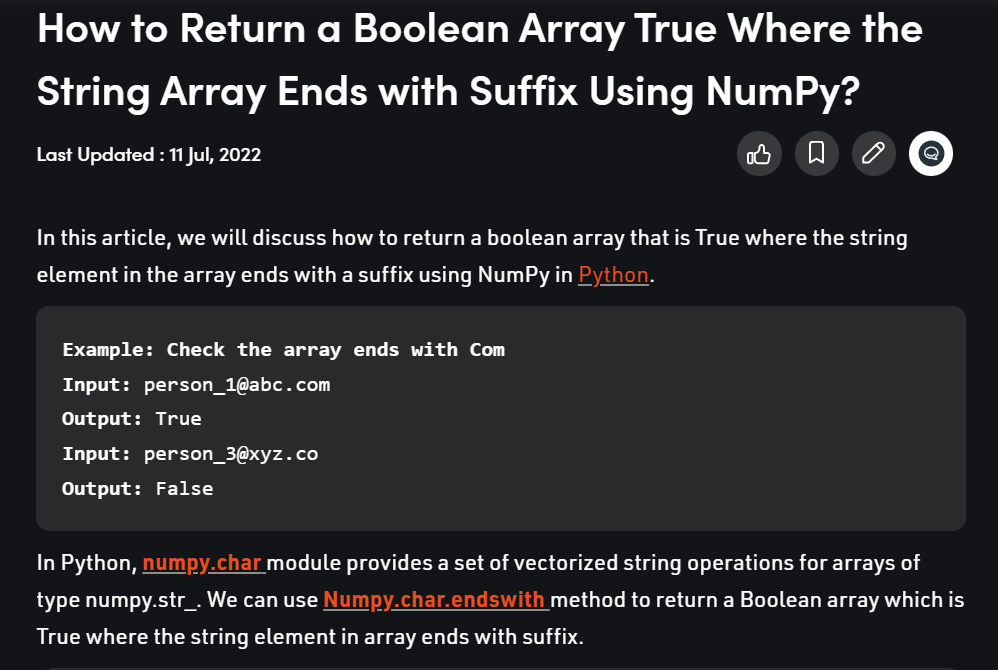 How to Return a Boolean Array True Where the
String Array Ends with Suffix Using NumPy?
Last Updated : 11 Jul, 2022
In this article, we will discuss how to return a boolean array that is True where the string
element in the array ends with a suffix using NumPy in Python.
Example: Check the array ends with Com
Input: person_1@abc.com
Output: True
Input: person_3@xyz.co
Output: False
In Python, numpy.char module provides a set of vectorized string operations for arrays of
type numpy.str_. We can use Numpy.char.endswith method to return a Boolean array which is
True where the string element in array ends with suffix.